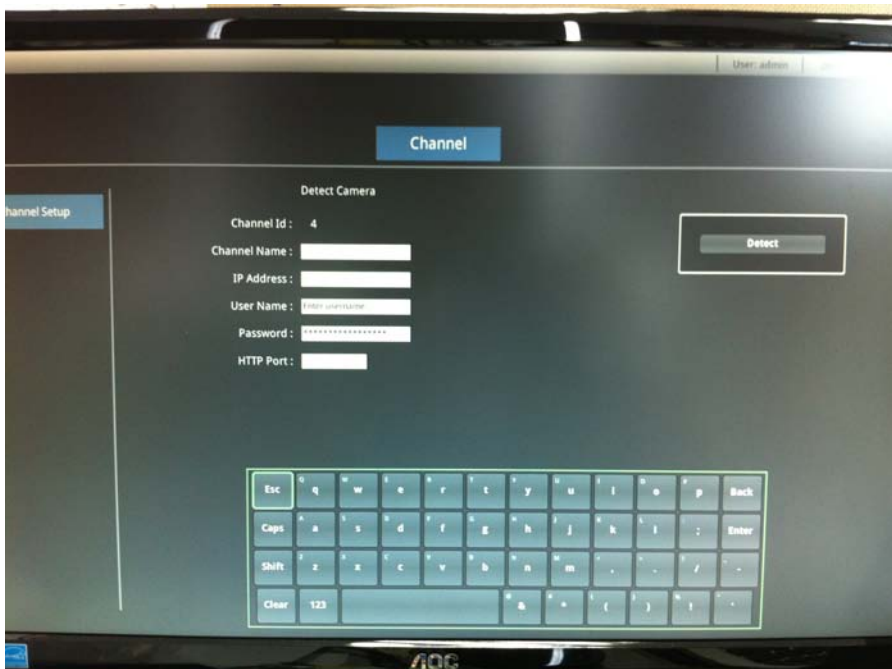 User: admin
Channel
hannel Setup
Detect Camera
Channel Id : 4
Channel Name :
IP Address :
User Name : Enter username
Password : ****************
HTTP Port :
Detect
Esc q w e r t y u i o p Back
Caps a s d f g h j k l ; Enter
Shift z x c v b n m , . / -
Clear 123 & * ( ) !
AOC